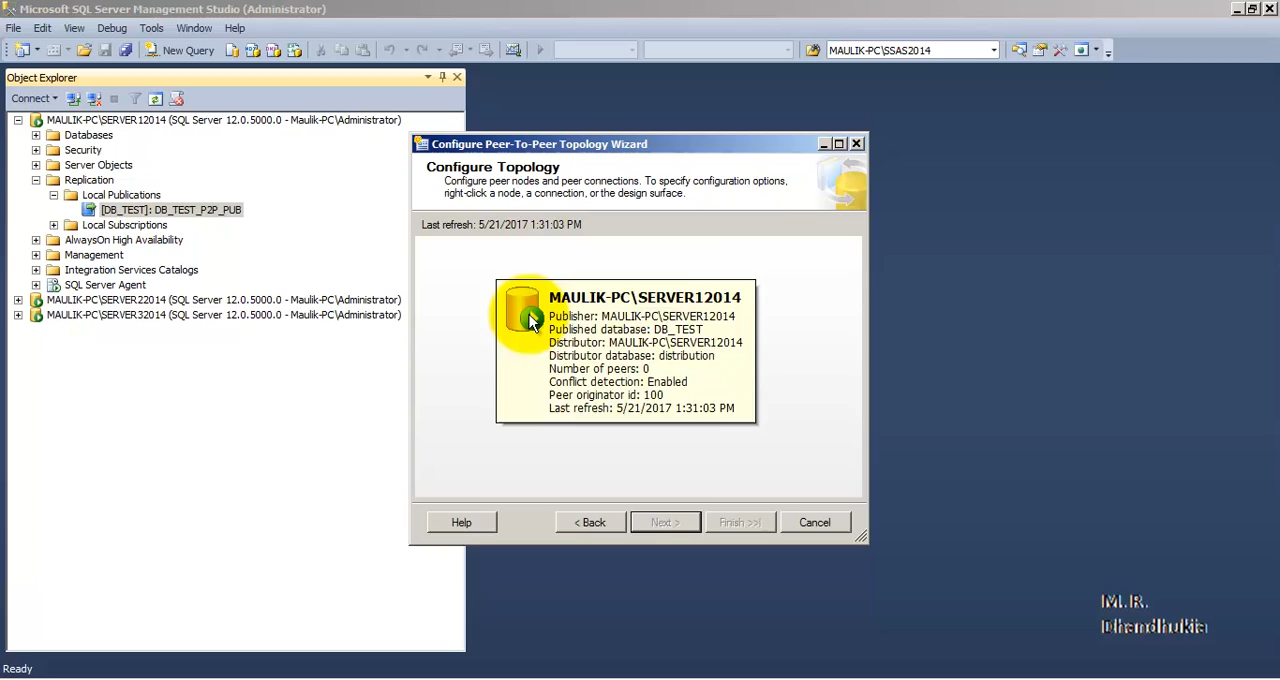 Microsoft SQL Server Management Studio (Administrator)
File Edit View Debug Tools Window Help
New Query MAULIK-PC\SSAS2014
Object Explorer
Connect
MAULIK-PC\SERVER12014 (SQL Server 12.0.5000.0 - Maulik-PC\Administrator)
Databases
Security
Server Objects
Replication
Local Publications
[DB_TEST]: DB_TEST_P2P_PUB
Local Subscriptions
AlwaysOn High Availability
Management
Integration Services Catalogs
SQL Server Agent
MAULIK-PC\SERVER22014 (SQL Server 12.0.5000.0 - Maulik-PC\Administrator)
MAULIK-PC\SERVER32014 (SQL Server 12.0.5000.0 - Maulik-PC\Administrator)
Configure Peer-To-Peer Topology Wizard
Configure Topology
Configure peer nodes and peer connections. To specify configuration options,
right-click a node, a connection, or the design surface.
Last refresh: 5/21/2017 1:31:03 PM
MAULIK-PC\SERVER12014
Publisher: MAULIK-PC\SERVER12014
Published database: DB_TEST
Distributor: MAULIK-PC\SERVER12014
Distributor database: distribution
Number of peers: 0
Conflict detection: Enabled
Peer originator id: 100
Last refresh: 5/21/2017 1:31:03 PM
Help < Back Next > Finish >>| Cancel
M.R.
Dhandhukia
Ready